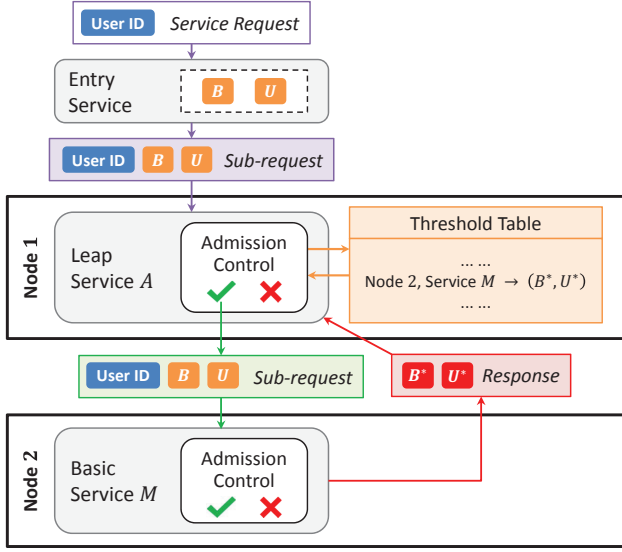 User ID Service Request
Entry
Service
B U
User ID B U Sub-request
Node 1
Leap
Service A
Admission
Control
Threshold Table
... ...
Node 2, Service M → (B*, U*)
... ...
User ID B U Sub-request
B* U* Response
Node 2
Basic
Service M
Admission
Control